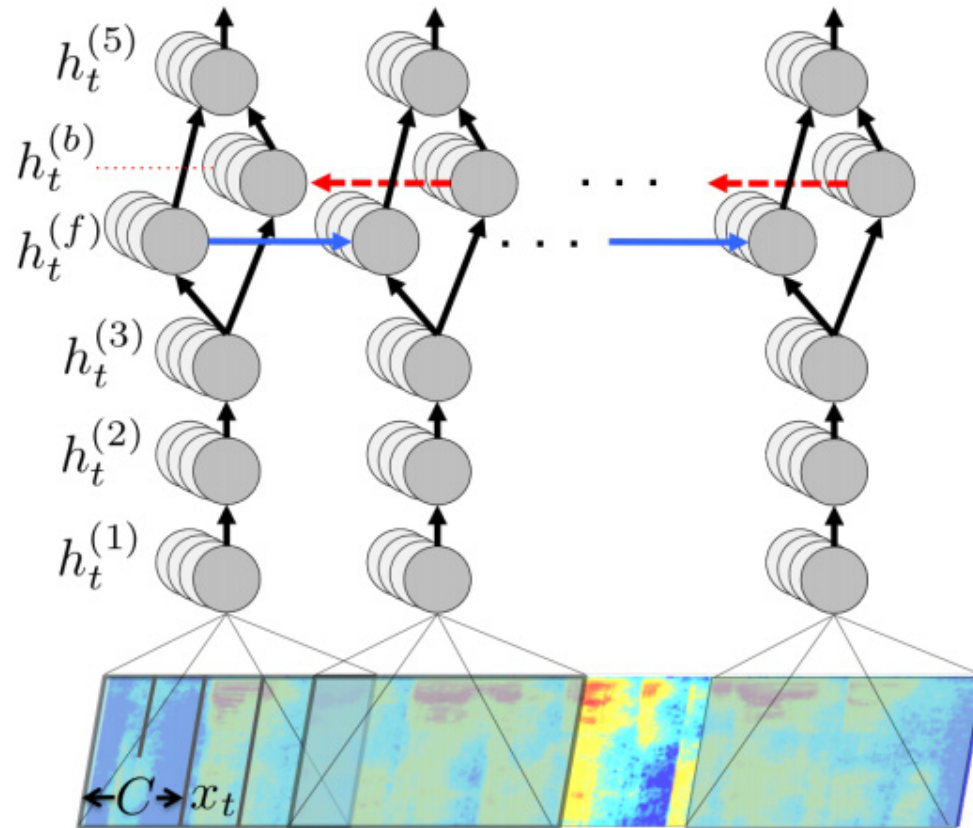 h_t^{(5)}
h_t^{(b)}
. . .
h_t^{(f)}
. . .
h_t^{(3)}
h_t^{(2)}
h_t^{(1)}
C x_t